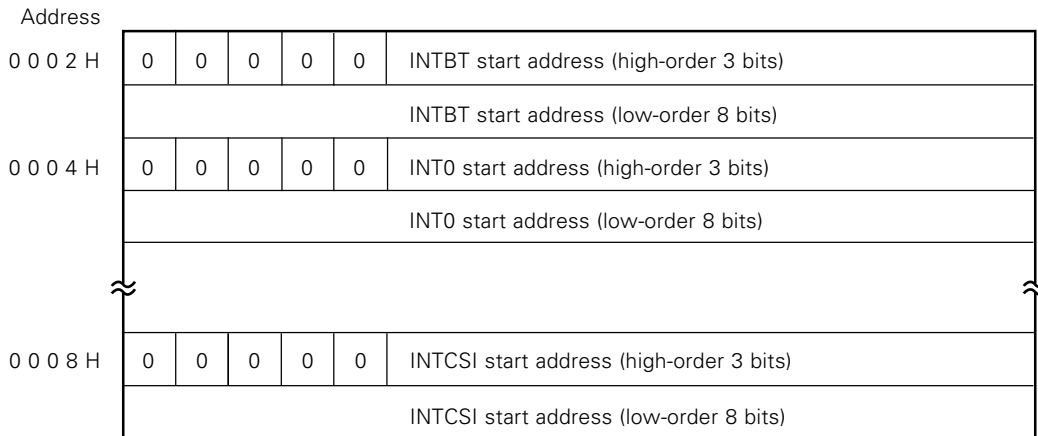 Address
0002H 0 0 0 0 0 INTBT start address (high-order 3 bits)
INTBT start address (low-order 8 bits)
0004H 0 0 0 0 0 INT0 start address (high-order 3 bits)
INT0 start address (low-order 8 bits)
0008H 0 0 0 0 0 INTCSI start address (high-order 3 bits)
INTCSI start address (low-order 8 bits)